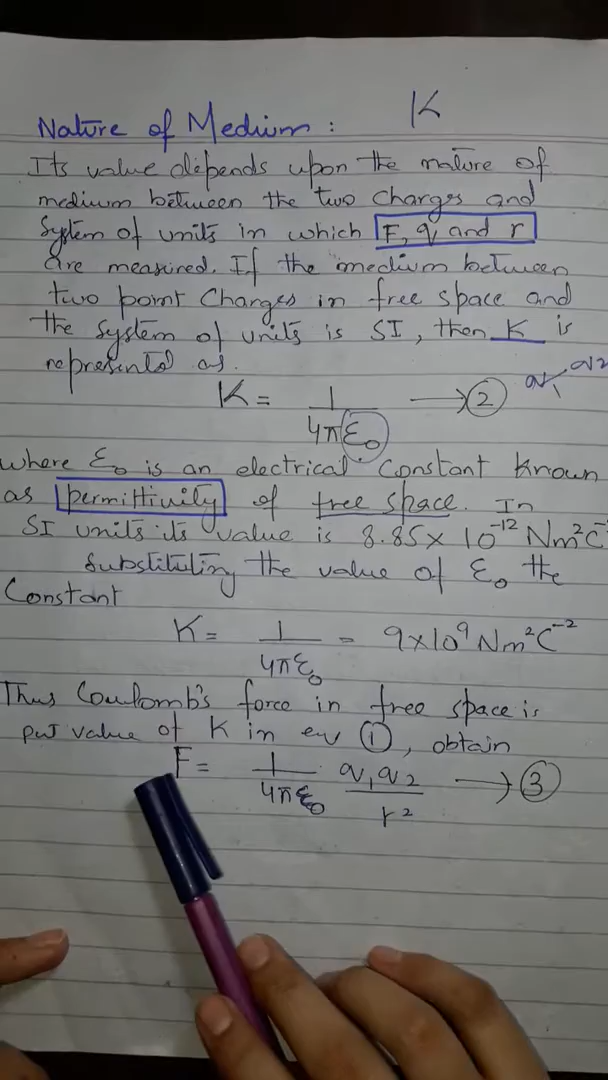 K
Nature of Medium :
Its value depends upon the nature of
medium between the two charges and
System of units in which F, q and r
are measured. If the medium between
two point Charges in free space and
the system of units is SI, then K is
represented as.
K = 1/4πε₀ → ②
q₁ q₂
where ε₀ is an electrical Constant known
as permittivity of free space. In
SI units its value is 8.85 × 10⁻¹² Nm²C⁻
Substituting the value of ε₀ the
Constant
K = 1/4πε₀ = 9×10⁹ Nm²C⁻²
Thus Coulomb's force in free space is
put value of K in eq ①, obtain
F = 1/4πε₀ q₁q₂/r² → ③